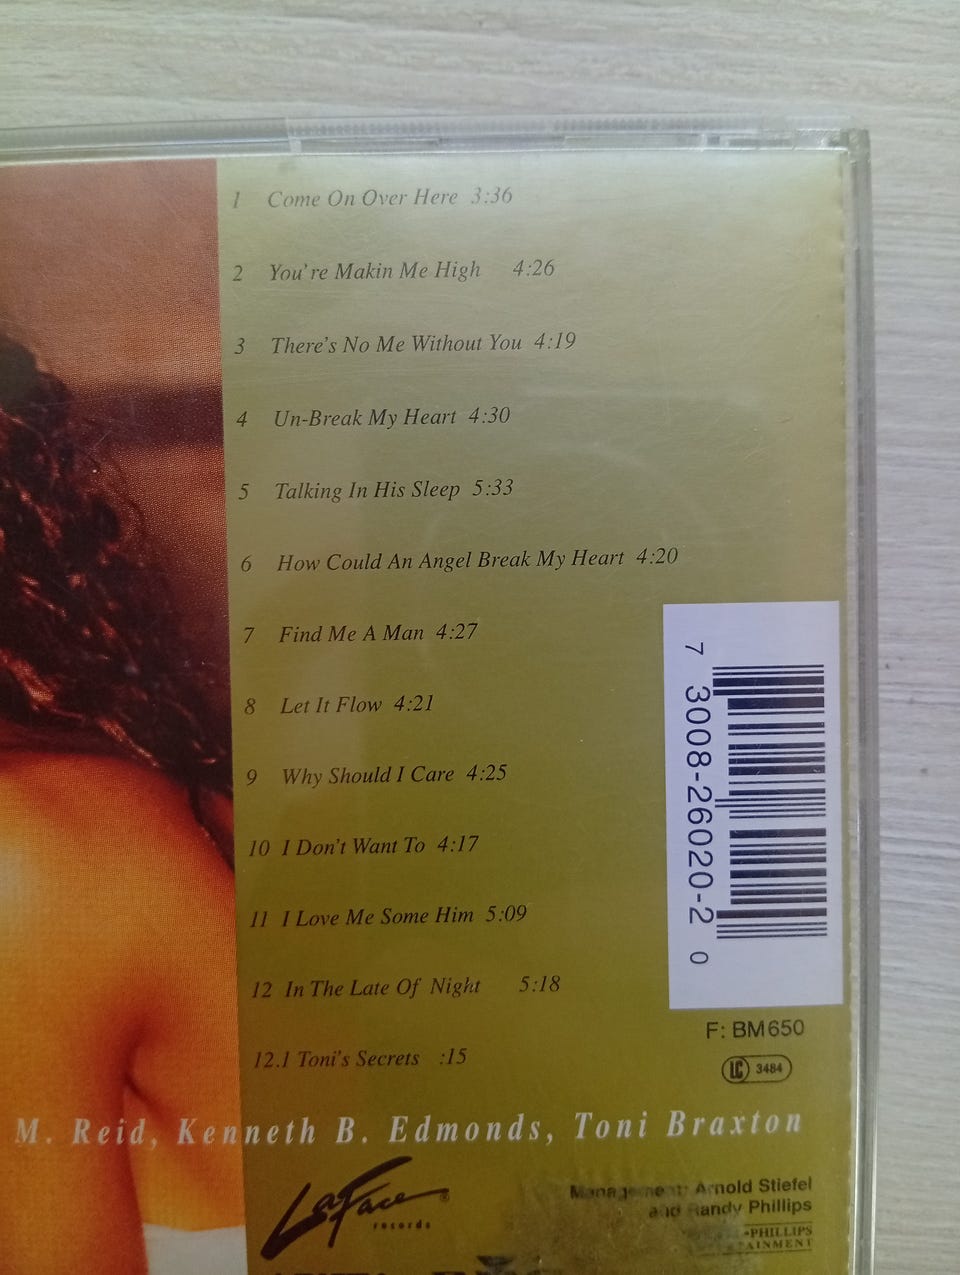 1 Come On Over Here 3:36
2 You're Makin Me High 4:26
3 There's No Me Without You 4:19
4 Un-Break My Heart 4:30
5 Talking In His Sleep 5:33
6 How Could An Angel Break My Heart 4:20
7 Find Me A Man 4:27
8 Let It Flow 4:21
9 Why Should I Care 4:25
10 I Don't Want To 4:17
11 I Love Me Some Him 5:09
12 In The Late Of Night 5:18
12.1 Toni's Secrets :15
7 3008-26020-2 0
F: BM650
LC 3484
M. Reid, Kenneth B. Edmonds, Toni Braxton
LaFace ®
records
Management: Arnold Stiefel
and Randy Phillips
-PHILLIPS